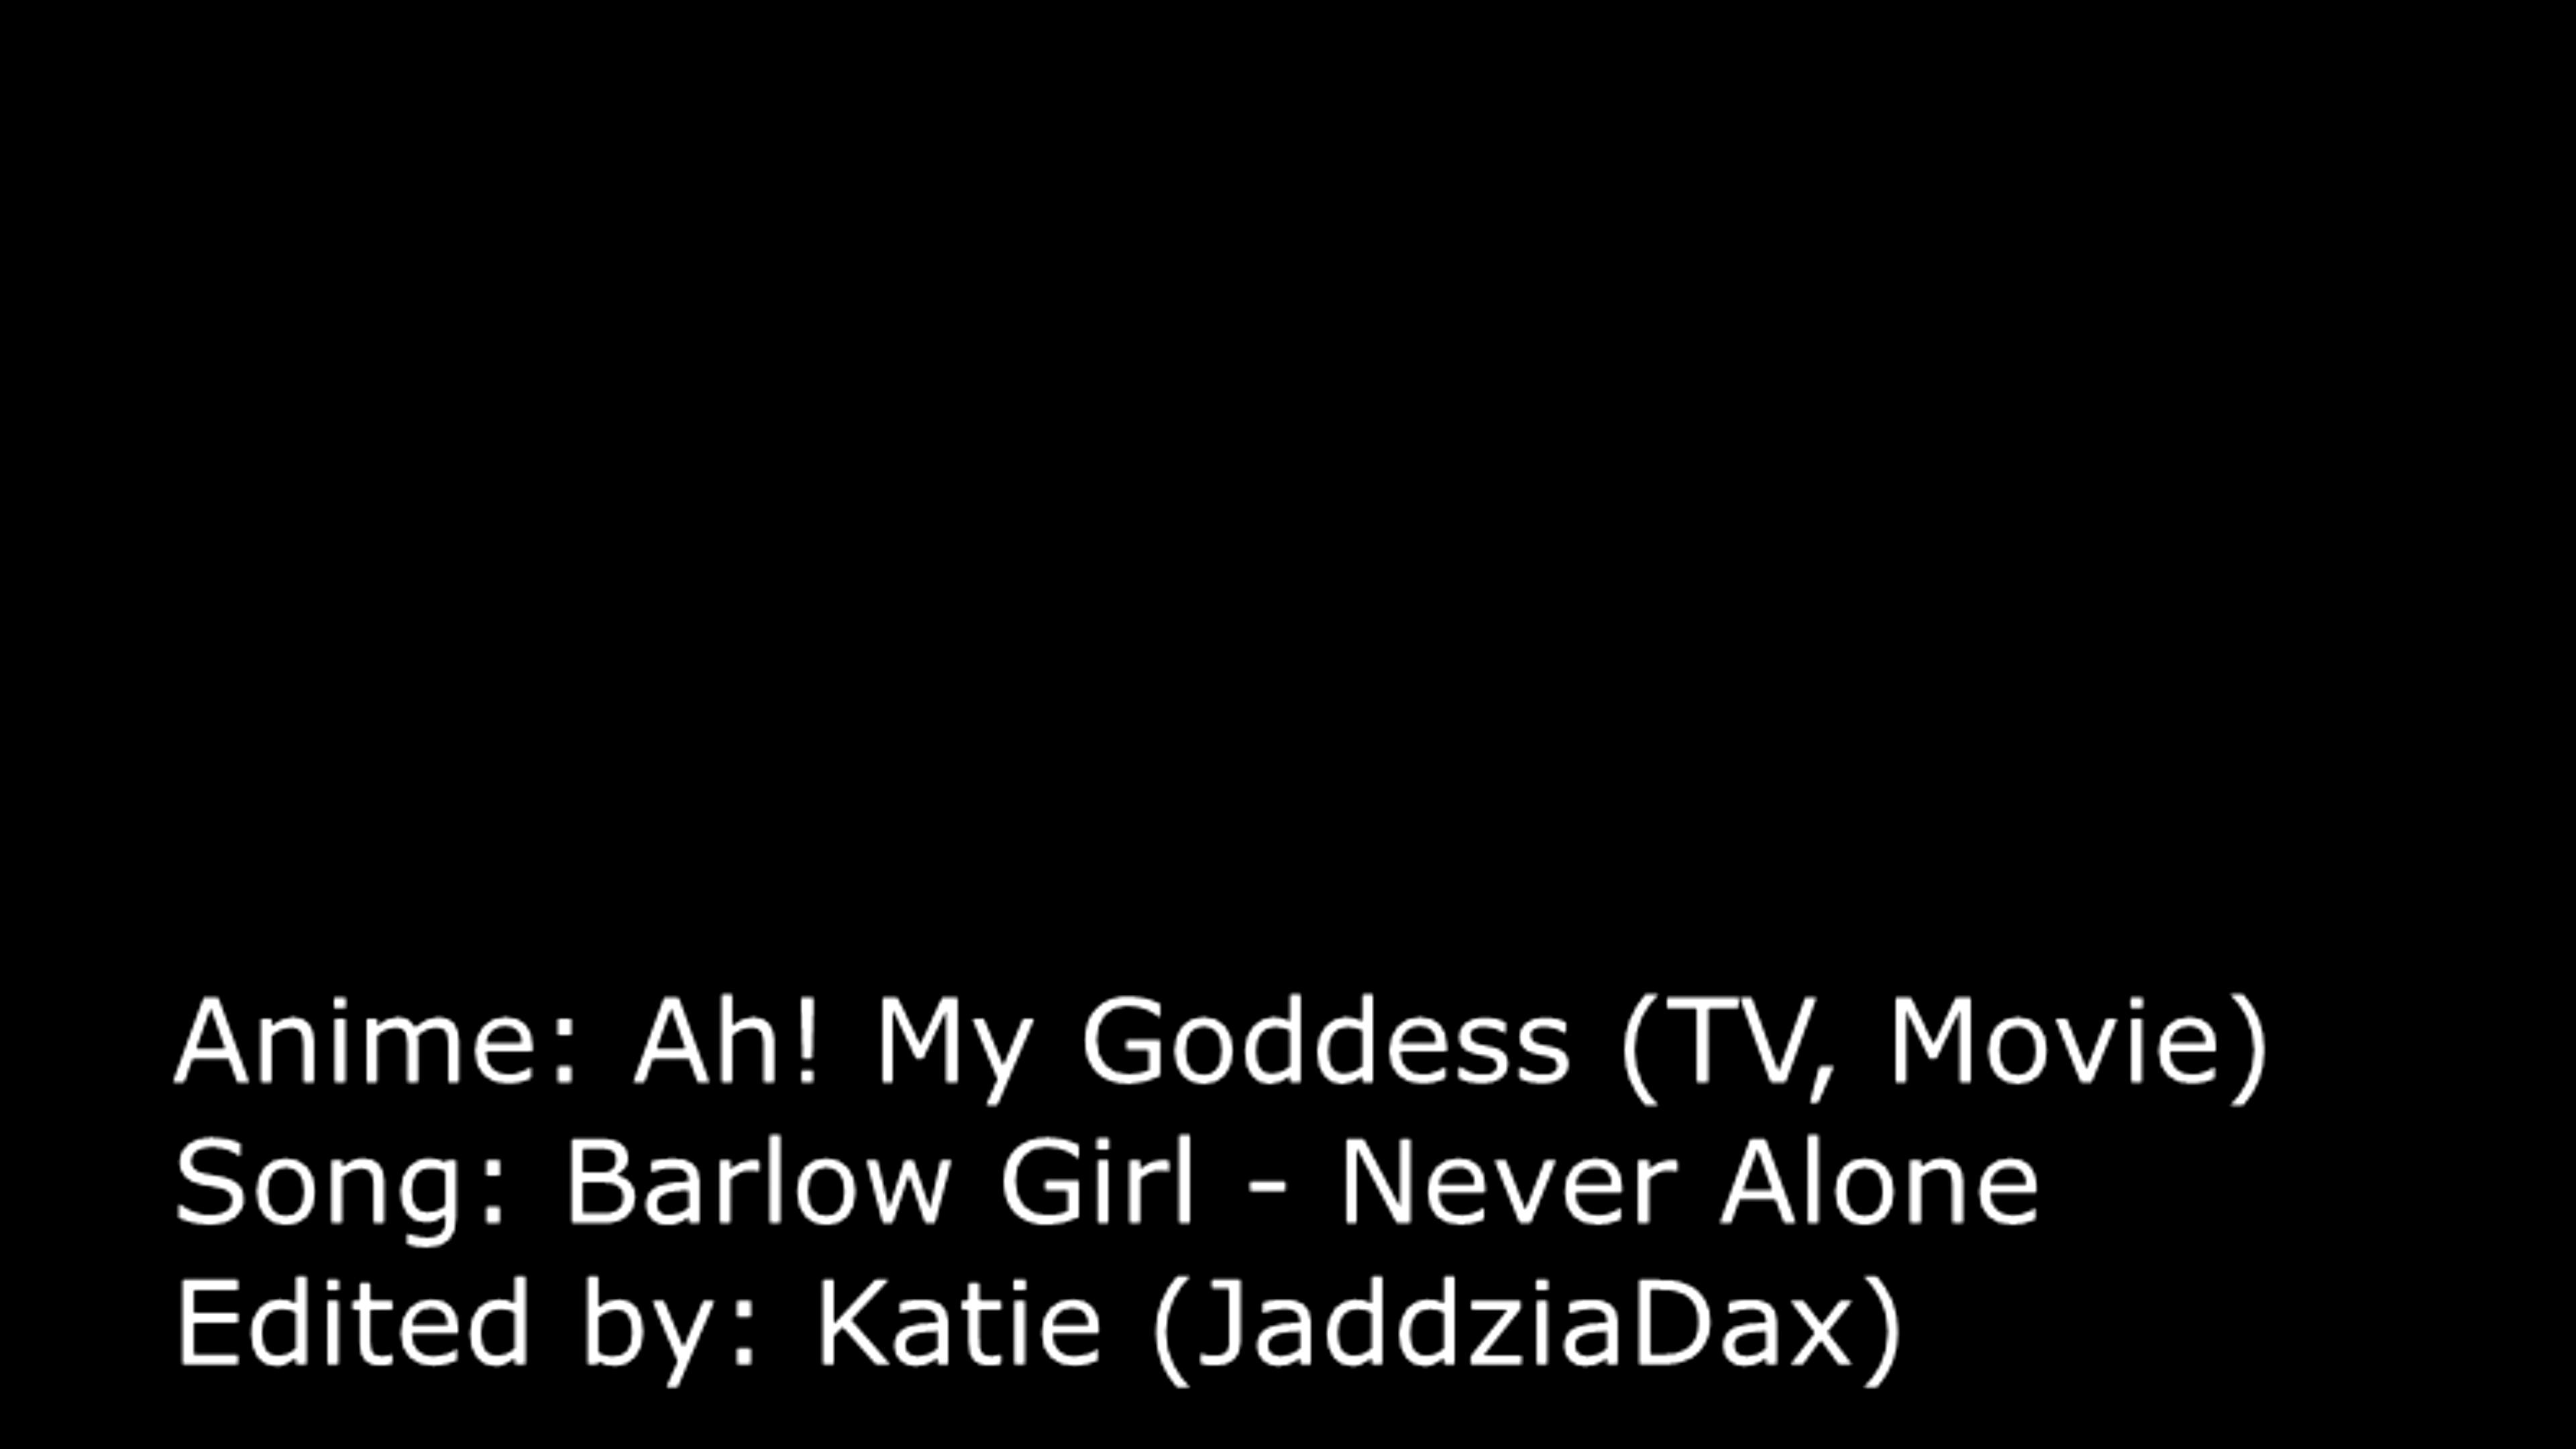 Anime: Ah! My Goddess (TV, Movie)
Song: Barlow Girl - Never Alone
Edited by: Katie (JaddziaDax)